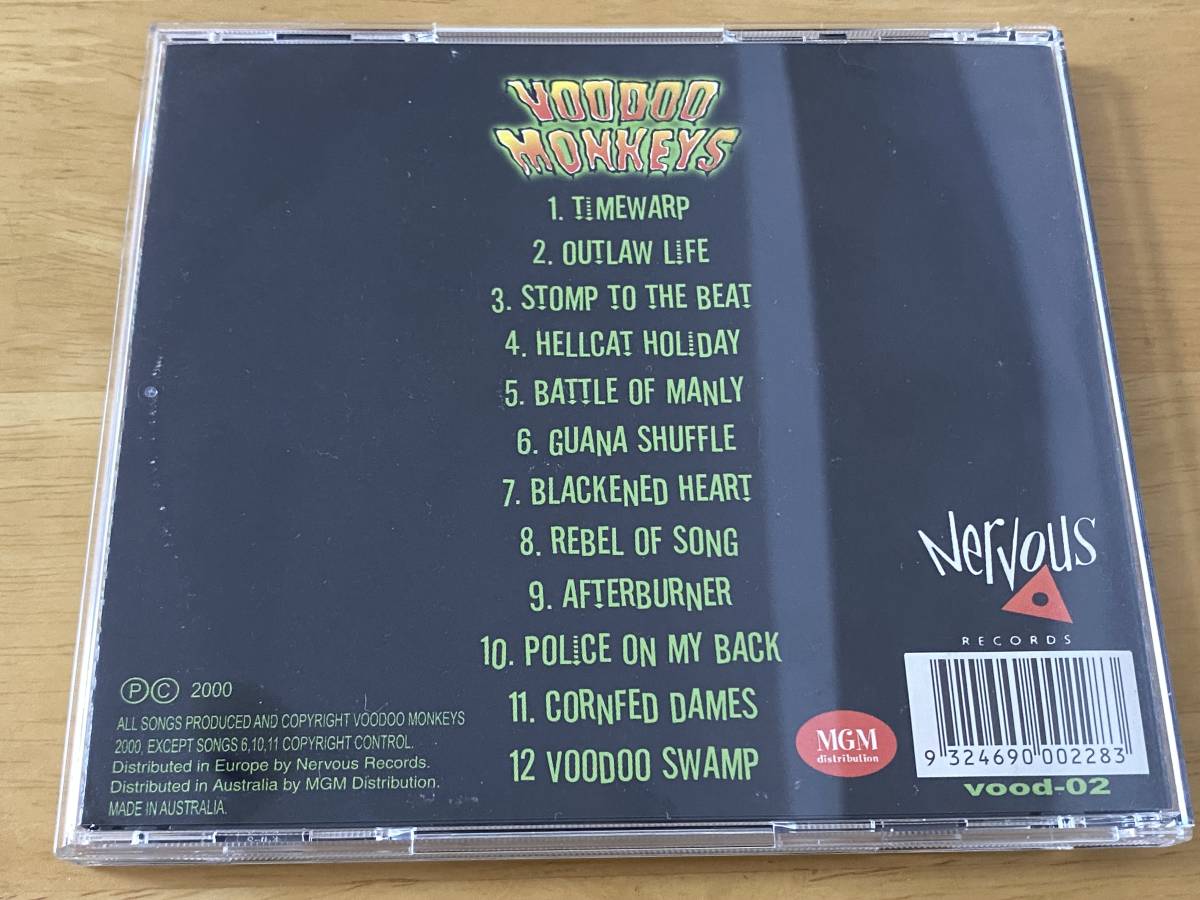 VOODOO
MONKEYS
1. TIMEWARP
2. OUTLAW LIFE
3. STOMP TO THE BEAT
4. HELLCAT HOLIDAY
5. BATTLE OF MANLY
6. GUANA SHUFFLE
7. BLACKENED HEART
8. REBEL OF SONG
9. AFTERBURNER
10. POLICE ON MY BACK
11. CORNFED DAMES
12 VOODOO SWAMP
Nervous
RECORDS
Ⓟ© 2000
ALL SONGS PRODUCED AND COPYRIGHT VOODOO MONKEYS
2000, EXCEPT SONGS 6,10,11 COPYRIGHT CONTROL.
Distributed in Europe by Nervous Records.
Distributed in Australia by MGM Distribution.
MADE IN AUSTRALIA.
MGM
distribution
9 324690 002283
vood-02